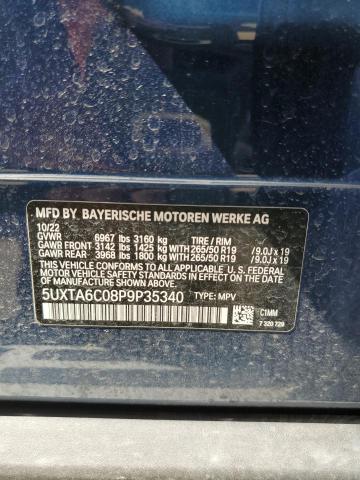 MFD BY BAYERISCHE MOTOREN WERKE AG
10/22
GVWR 6967 lbs 3160 kg TIRE / RIM
GAWR FRONT 3142 lbs 1425 kg WITH 265/50 R19 /9.0J x 19
GAWR REAR- 3968 lbs 1800 kg WITH 265/50 R19 /9.0J x 19
THIS VEHICLE CONFORMS TO ALL APPLICABLE U.S. FEDERAL
MOTOR VEHICLE SAFETY STANDARDS IN EFFECT ON THE DATE
OF MANUFACTURE SHOWN ABOVE.
5UXTA6C08P9P35340 TYPE: MPV
C1MM
7 320 729